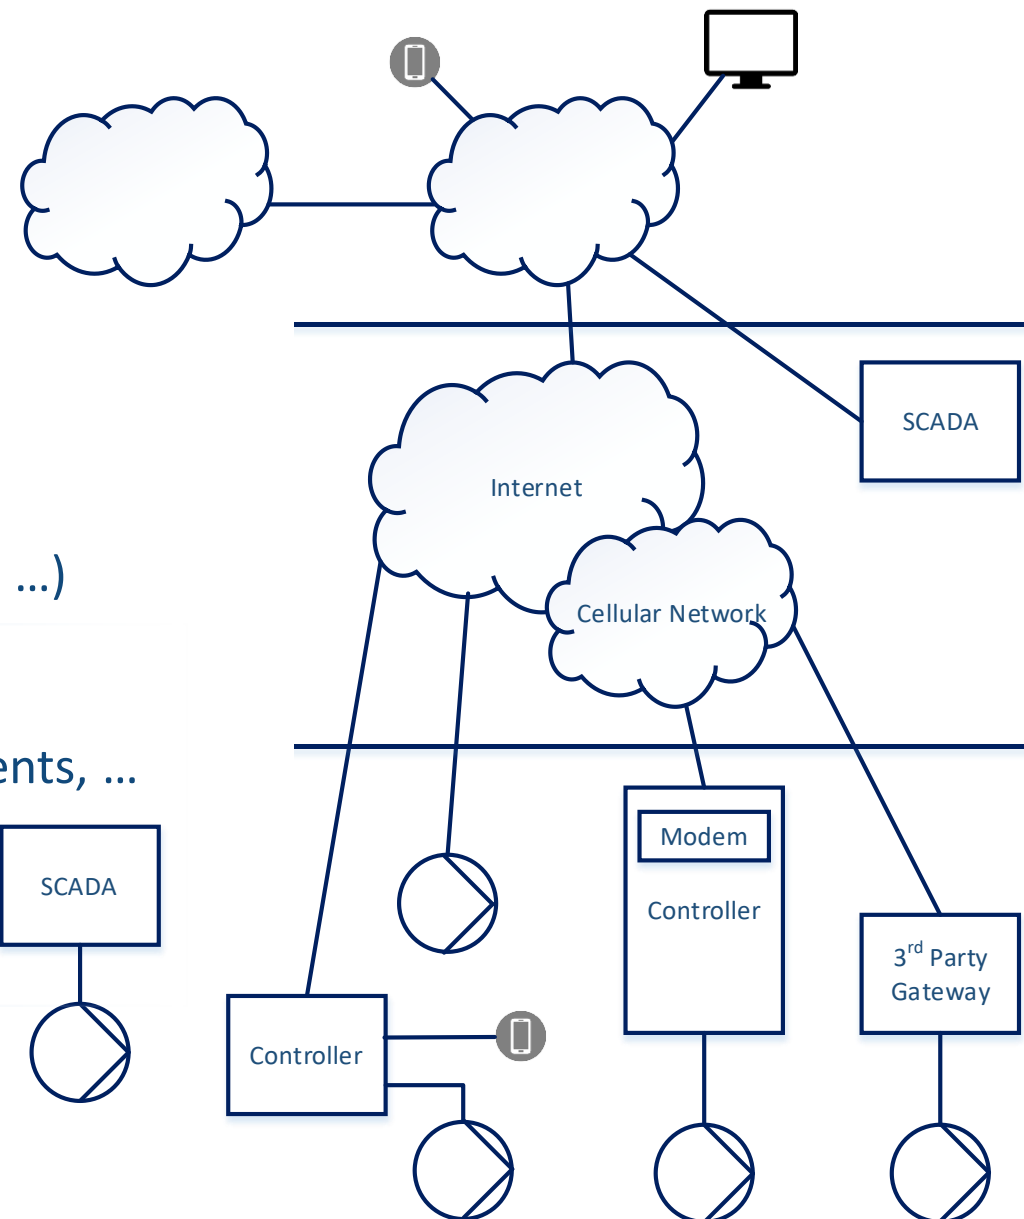 SCADA
Internet
...)
Cellular Network
ents, ...
Modem
SCADA
Controller
3rd Party
Gateway
Controller